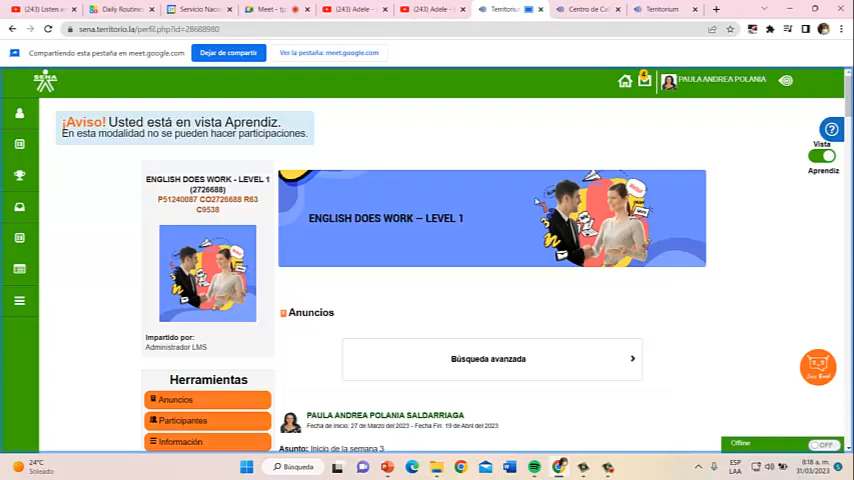 (243) Listen an
Daily Routines
Servicio Naci
Meet - tp
(243) Adele -
(243) Adele -
Territorium
Centro de Cal
Territorium
sena.territorio.la/perfil.php?id=28688980
Compartiendo esta pestaña en meet.google.com
Dejar de compartir
Ver la pestaña: meet.google.com
SENA
4
PAULA ANDREA POLANIA
¡Aviso! Usted está en vista Aprendiz.
En esta modalidad no se pueden hacer participaciones.
Vista
Aprendiz
ENGLISH DOES WORK - LEVEL 1
(2726688)
P51240087 CO2726688 R63
C9538
ENGLISH DOES WORK – LEVEL 1
Impartido por:
Administrador LMS
Anuncios
Búsqueda avanzada
Herramientas
Anuncios
Participantes
Información
PAULA ANDREA POLANIA SALDARRIAGA
Fecha de inicio: 27 de Marzo del 2023 - Fecha Fin: 19 de Abril del 2023
Asunto: Inicio de la semana 3
Offline
OFF
24°C
Soleado
Búsqueda
ESP
LAA
8:18 a. m.
31/03/2023